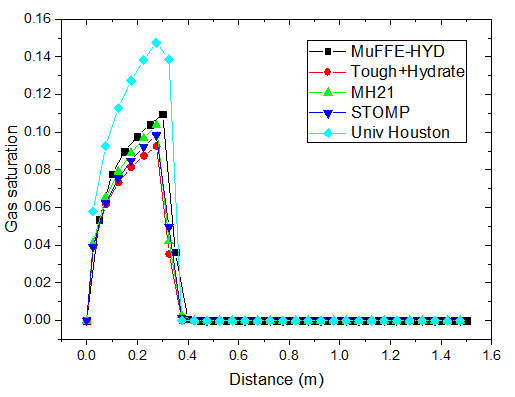 0.16
0.14
0.12
0.10
0.08
0.06
0.04
0.02
0.00
Gas saturation
MuFFE-HYD
Tough+Hydrate
MH21
STOMP
Univ Houston
0.0 0.2 0.4 0.6 0.8 1.0 1.2 1.4 1.6
Distance (m)